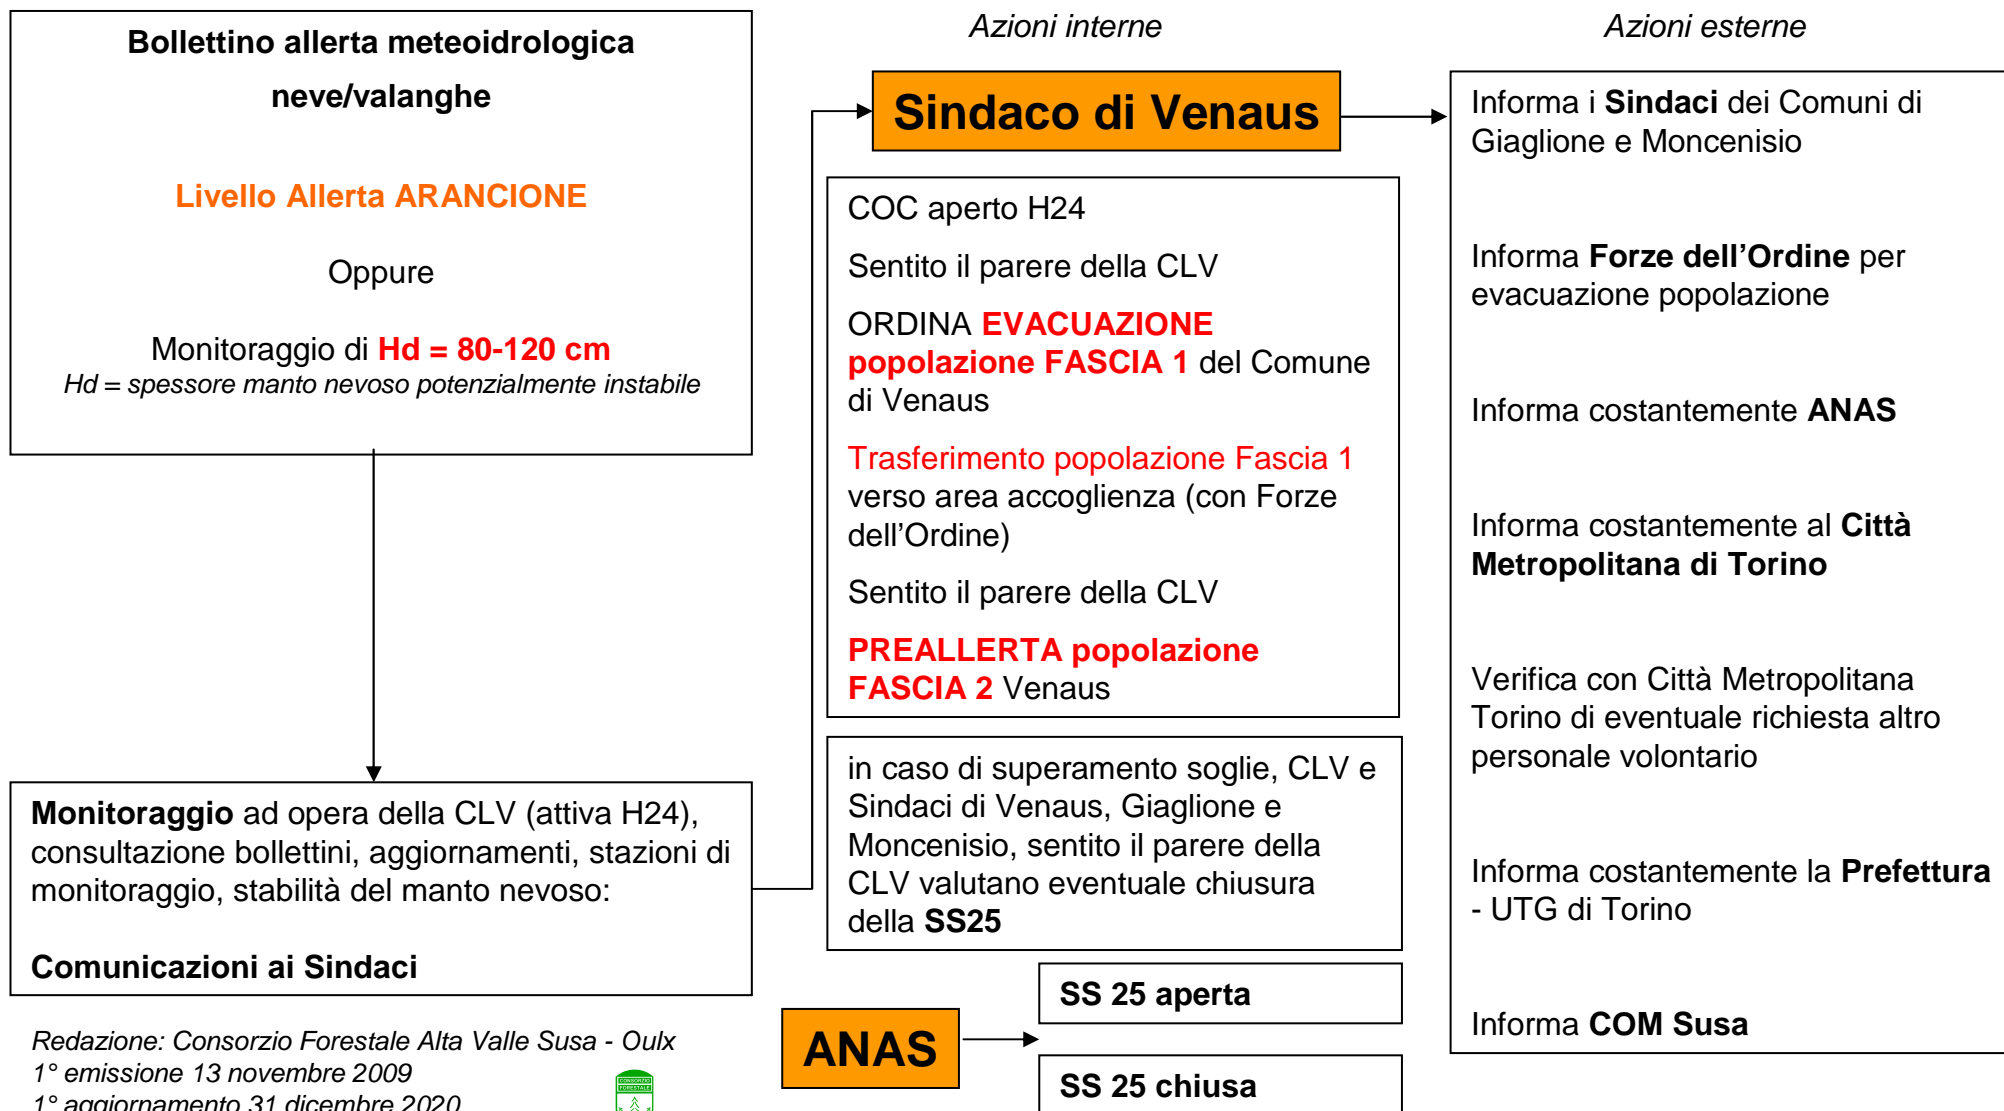 Bollettino allerta meteoidrologica
neve/valanghe
Livello Allerta ARANCIONE
Oppure
Monitoraggio di Hd = 80-120 cm
Hd = spessore manto nevoso potenzialmente instabile
Monitoraggio ad opera della CLV (attiva H24),
consultazione bollettini, aggiornamenti, stazioni di
monitoraggio, stabilità del manto nevoso:
Comunicazioni ai Sindaci
Redazione: Consorzio Forestale Alta Valle Susa - Oulx
1° emissione 13 novembre 2009
1° aggiornamento 31 dicembre 2020
CONSORZIO
FORESTALE
Azioni interne
Sindaco di Venaus
COC aperto H24
Sentito il parere della CLV
ORDINA EVACUAZIONE
popolazione FASCIA 1 del Comune
di Venaus
Trasferimento popolazione Fascia 1
verso area accoglienza (con Forze
dell’Ordine)
Sentito il parere della CLV
PREALLERTA popolazione
FASCIA 2 Venaus
in caso di superamento soglie, CLV e
Sindaci di Venaus, Giaglione e
Moncenisio, sentito il parere della
CLV valutano eventuale chiusura
della SS25
ANAS
SS 25 aperta
SS 25 chiusa
Azioni esterne
Informa i Sindaci dei Comuni di
Giaglione e Moncenisio
Informa Forze dell’Ordine per
evacuazione popolazione
Informa costantemente ANAS
Informa costantemente al Città
Metropolitana di Torino
Verifica con Città Metropolitana
Torino di eventuale richiesta altro
personale volontario
Informa costantemente la Prefettura
- UTG di Torino
Informa COM Susa